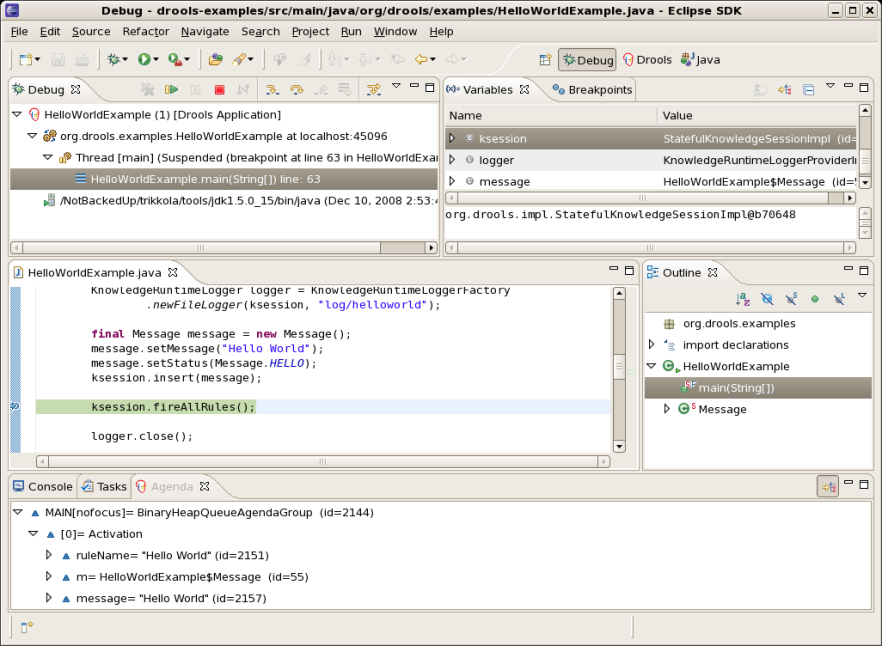 Debug - drools-examples/src/main/java/org/drools/examples/HelloWorldExample.java - Eclipse SDK
File Edit Source Refactor Navigate Search Project Run Window Help
Debug Drools Java
Debug
HelloWorldExample (1) [Drools Application]
org.drools.examples.HelloWorldExample at localhost:45096
Thread [main] (Suspended (breakpoint at line 63 in HelloWorldExa
HelloWorldExample.main(String[]) line: 63
/NotBackedUp/trikkola/tools/jdk1.5.0_15/bin/java (Dec 10, 2008 2:53:4
(x)= Variables Breakpoints
Name Value
ksession StatefulKnowledgeSessionImpl (id=
logger KnowledgeRuntimeLoggerProviderIn
message HelloWorldExample$Message (id=5
org.drools.impl.StatefulKnowledgeSessionImpl@b70648
HelloWorldExample.java
KnowledgeRuntimeLogger logger = KnowledgeRuntimeLoggerFactory
.newFileLogger(ksession, "log/helloworld");
final Message message = new Message();
message.setMessage("Hello World");
message.setStatus(Message.HELLO);
ksession.insert(message);
ksession.fireAllRules();
logger.close();
Outline
org.drools.examples
import declarations
HelloWorldExample
main(String[])
Message
Console Tasks Agenda
MAIN[nofocus]= BinaryHeapQueueAgendaGroup (id=2144)
[0]= Activation
ruleName= "Hello World" (id=2151)
m= HelloWorldExample$Message (id=55)
message= "Hello World" (id=2157)